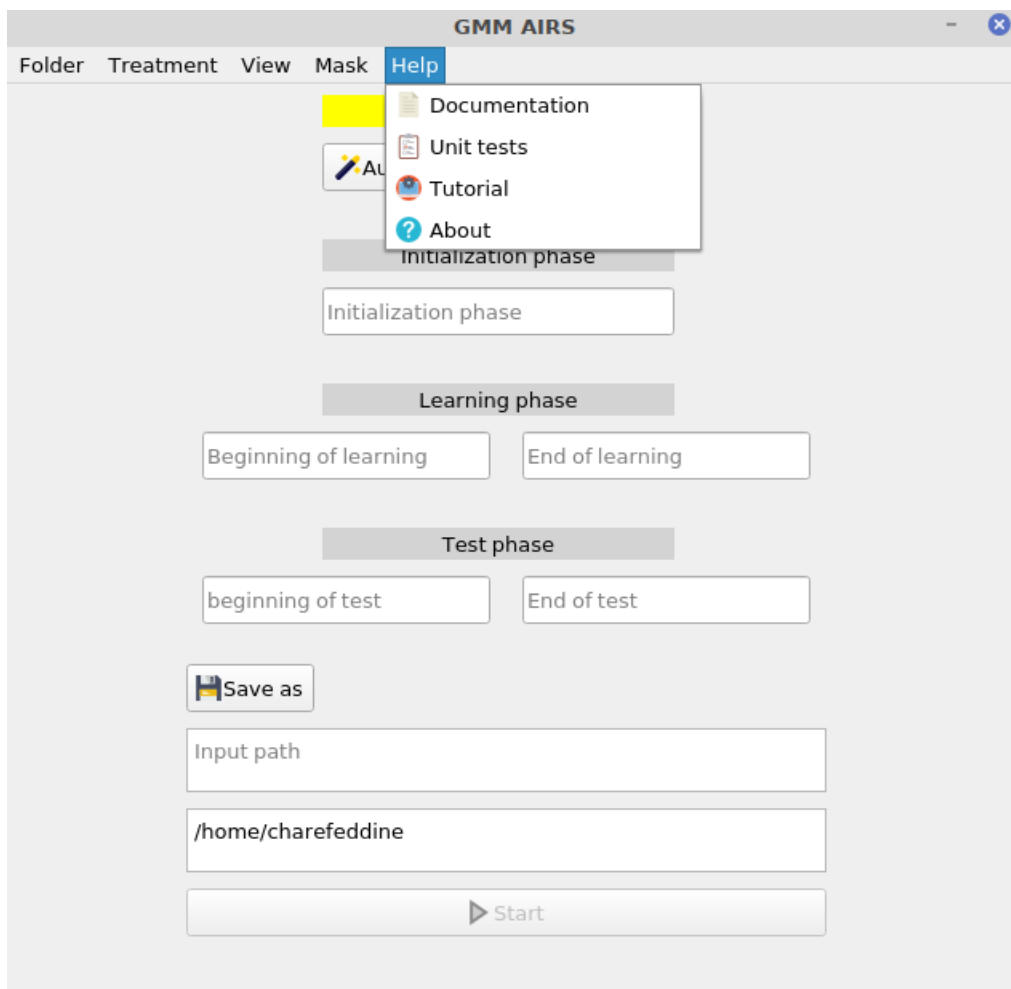 GMM AIRS
Folder Treatment View Mask Help
Documentation
Unit tests
Tutorial
About
Initialization phase
Initialization phase
Learning phase
Beginning of learning End of learning
Test phase
beginning of test End of test
Save as
Input path
/home/charefeddine
Start